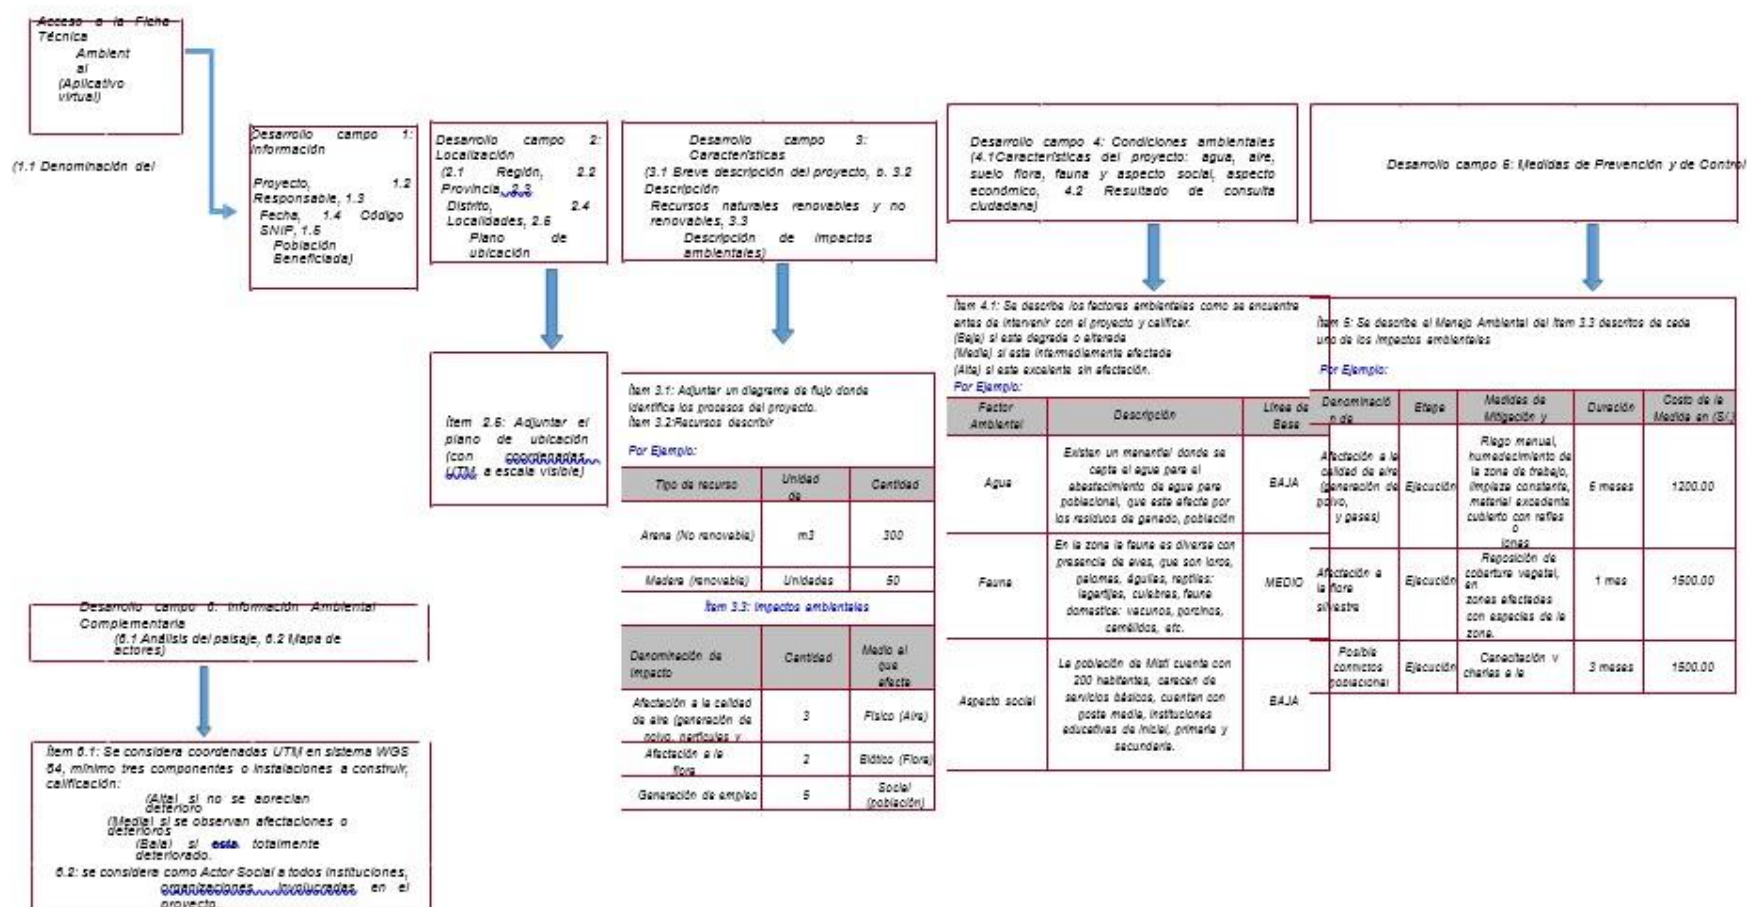 Acceso a la Ficha
Técnica
Ambient
al
(Aplicativo
virtual)
(1.1 Denominación del
Desarrollo campo 1:
Información
Proyecto, 1.2
Responsable, 1.3
Fecha, 1.4 Código
SNIP, 1.5
Población
Beneficiada)
Desarrollo campo 2:
Localización
(2.1 Región, 2.2
Provincia, 2.3
Distrito, 2.4
Localidades, 2.5
Plano de
ubicación
Desarrollo campo 3:
Características
(3.1 Breve descripción del proyecto, b. 3.2
Descripción
Recursos naturales renovables y no
renovables, 3.3
Descripción de impactos
ambientales)
Desarrollo campo 4: Condiciones ambientales
(4.1Características del proyecto: agua, aire,
suelo flora, fauna y aspecto social, aspecto
económico, 4.2 Resultado de consulta
ciudadana)
Desarrollo campo 5: Medidas de Prevención y de Control
Ítem 2.5: Adjuntar el
plano de ubicación
(con coordenadas
UTM, a escala visible)
Ítem 3.1: Adjuntar un diagrama de flujo donde
identifica los procesos del proyecto.
Ítem 3.2:Recursos describir
Por Ejemplo:
Tipo de recurso Unidad de Cantidad
Arena (No renovable) m3 300
Madera (renovable) Unidades 50
Ítem 3.3: Impactos ambientales
Denominación de impacto Cantidad Medio al que afecta
Afectación a la calidad
de aire (generación de
polvo, partículas y
3 Físico (Aire)
Afectación a la
flora
2 Biótico (Flora)
Generación de empleo 5 Social (población)
Ítem 4.1: Se describe los factores ambientales como se encuentra
antes de intervenir con el proyecto y calificar.
(Baja) si esta degrada o alterada
(Media) si esta intermediamente afectada
(Alta) si esta excelente sin afectación.
Por Ejemplo:
Factor Ambiental Descripción Línea de Base
Agua
Existen un manantial donde se
capta el agua para el
abastecimiento de agua para
poblacional, que este afecta por
los residuos de ganado, población
BAJA
Fauna
En la zona la fauna es diversa con
presencia de aves, que son loros,
palomas, águilas, reptiles:
lagartijas, culebras, fauna
domestica: vacunos, porcinos,
camélidos, etc.
MEDIO
Aspecto social
La población de Misti cuenta con
200 habitantes, carecen de
servicios básicos, cuentan con
posta media, instituciones
educativas de inicial, primaria y
secundaria.
BAJA
Ítem 5: Se describe el Manejo Ambiental del ítem 3.3 descritos de cada
uno de los impactos ambientales
Por Ejemplo:
Denominació n de Etapa Medidas de Mitigación y Duración Costo de la Medida en (S/.)
Afectación a la
calidad de aire
(generación de
polvo,
y gases)
Ejecución
Riego manual,
humedecimiento de
la zona de trabajo,
limpieza constante,
material excedente
cubierto con rafias
o
lonas
6 meses 1200.00
Afectación a
la flora
silvestre
Ejecución
Reposición de
cobertura vegetal,
en
zonas afectadas
con especies de la
zona.
1 mes 1500.00
Posible
conflictos
poblacional
Ejecución
Capacitación y
charlas a la
3 meses 1500.00
Desarrollo campo 6: Información Ambiental
Complementaria
(6.1 Análisis del paisaje, 6.2 Mapa de
actores)
Ítem 6.1: Se considera coordenadas UTM en sistema WGS
84, mínimo tres componentes o instalaciones a construir,
calificación:
(Alta) si no se aprecian
deterioro
(Media) si se observan afectaciones o
deterioros
(Baja) si esta totalmente
deteriorado.
6.2: se considera como Actor Social a todos instituciones,
organizaciones involucradas en el
proyecto.